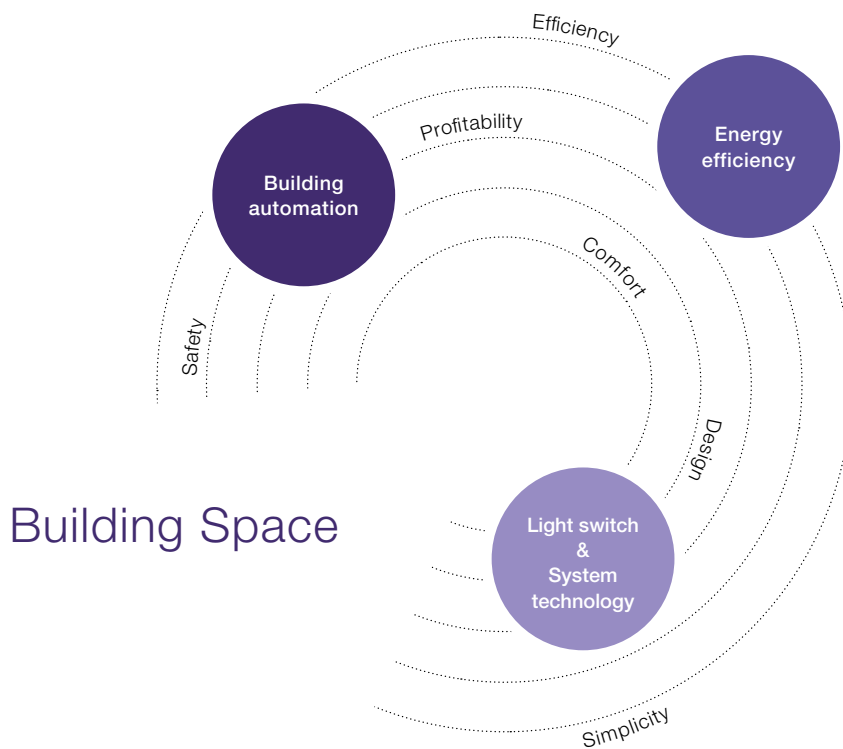 Efficiency
Profitability
Energy
efficiency
Building
automation
Comfort
Safety
Design
Building Space
Light switch
&
System
technology
Simplicity